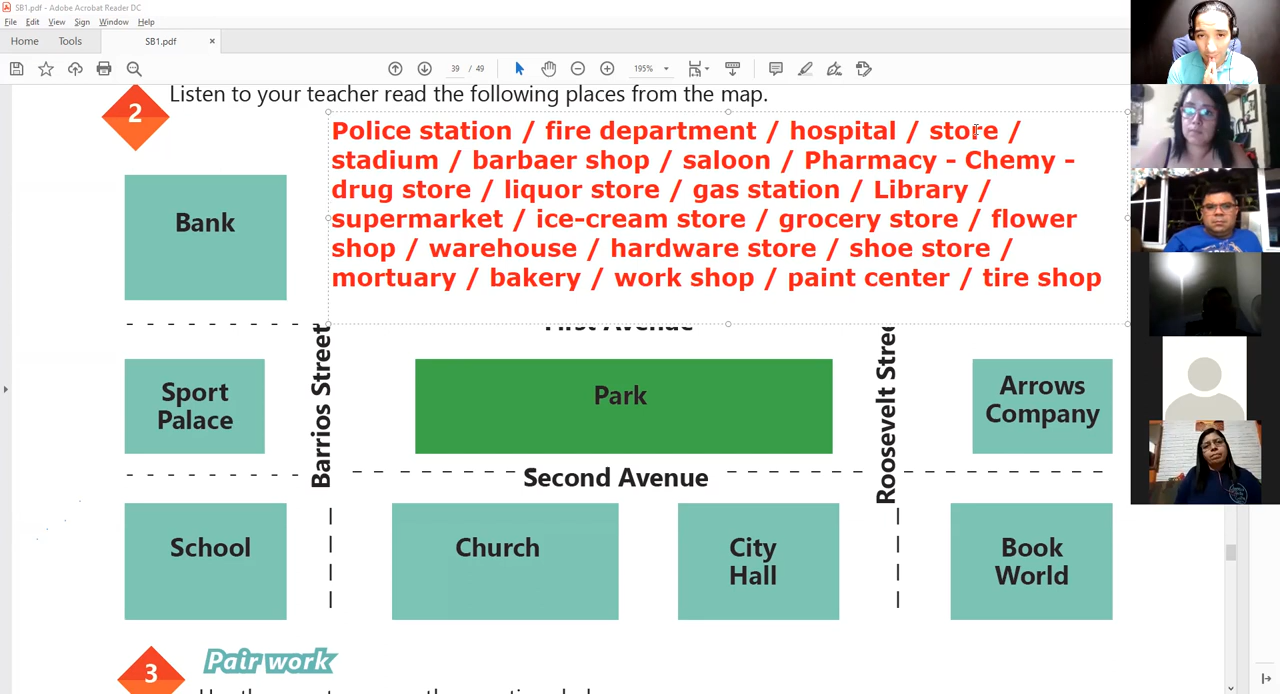 SB1.pdf - Adobe Acrobat Reader DC
File Edit View Sign Window Help
Home Tools SB1.pdf ×
39 / 49 195%
2 Listen to your teacher read the following places from the map.
Police station / fire department / hospital / store /
stadium / barbaer shop / saloon / Pharmacy - Chemy -
drug store / liquor store / gas station / Library /
supermarket / ice-cream store / grocery store / flower
shop / warehouse / hardware store / shoe store /
mortuary / bakery / work shop / paint center / tire shop
Bank
First Avenue
Barrios Street
Roosevelt Stree
Sport
Palace
Park
Arrows
Company
Second Avenue
School
Church
City
Hall
Book
World
3 Pair work